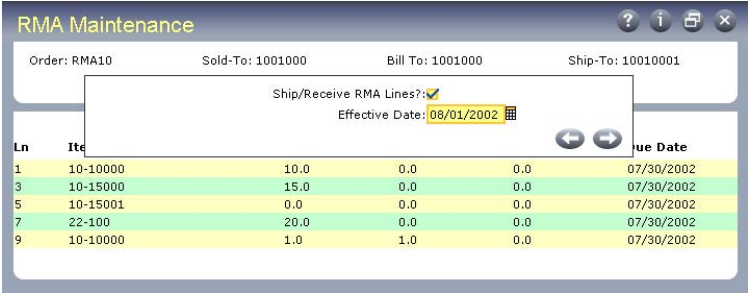 RMA Maintenance
Order: RMA10 Sold-To: 1001000 Bill To: 1001000 Ship-To: 10010001
Ship/Receive RMA Lines?:
Effective Date: 08/01/2002
Ln Date
1 10-10000 10.0 0.0 0.0 07/30/2002
3 10-15000 15.0 0.0 0.0 07/30/2002
5 10-15001 0.0 0.0 0.0 07/30/2002
7 22-100 20.0 0.0 0.0 07/30/2002
9 10-10000 1.0 1.0 0.0 07/30/2002